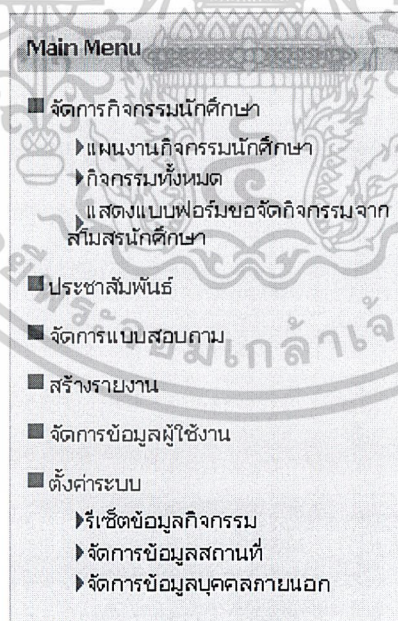 Main Menu
จัดการกิจกรรมนักศึกษา
แผนงานกิจกรรมนักศึกษา
กิจกรรมทั้งหมด
แสดงแบบฟอร์มขอจัดกิจกรรมจาก
สโมสรนักศึกษา
ประชาสัมพันธ์
จัดการแบบสอบถาม
สร้างรายงาน
จัดการข้อมูลผู้ใช้งาน
ตั้งค่าระบบ
รีเซ็ตข้อมูลกิจกรรม
จัดการข้อมูลสถานที่
จัดการข้อมูลบุคคลภายนอก